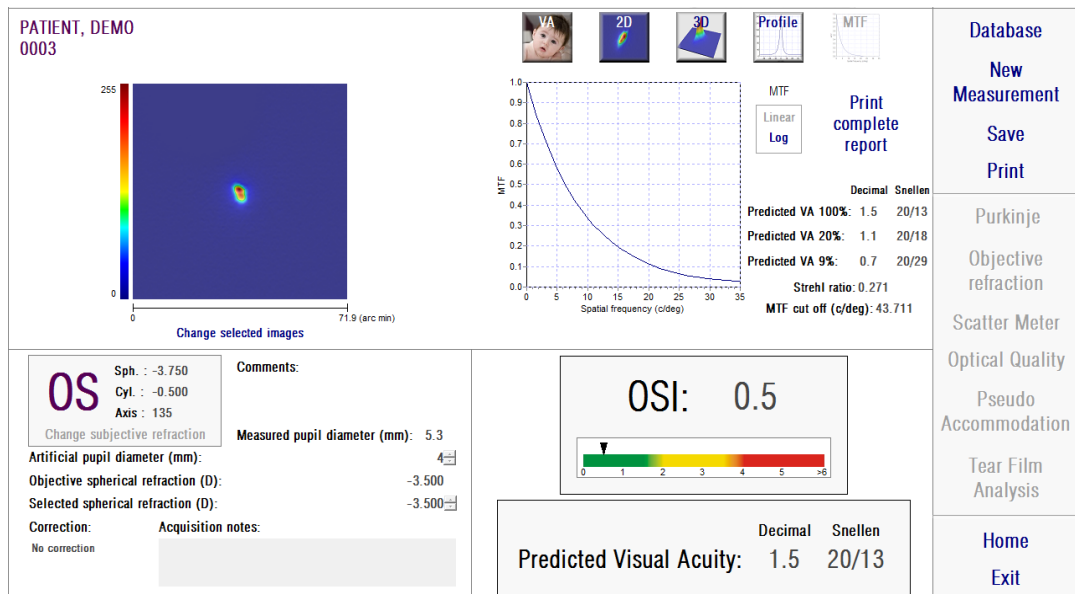 PATIENT, DEMO
0003
VA
2D
3D
Profile
MTF
255
0
0
71.9 (arc min)
Change selected images
MTF
1.0
0.9
0.8
0.7
0.6
0.5
0.4
0.3
0.2
0.1
0.0
0 5 10 15 20 25 30 35
Spatial frequency (c/deg)
MTF
Linear
Log
Print
complete
report
Decimal Snellen
Predicted VA 100%: 1.5 20/13
Predicted VA 20%: 1.1 20/18
Predicted VA 9%: 0.7 20/29
Strehl ratio: 0.271
MTF cut off (c/deg): 43.711
OS
Sph. : -3.750
Cyl. : -0.500
Axis : 135
Change subjective refraction
Comments:
Measured pupil diameter (mm): 5.3
Artificial pupil diameter (mm): 4
Objective spherical refraction (D): -3.500
Selected spherical refraction (D): -3.500
Correction:
No correction
Acquisition notes:
OSI: 0.5
0 1 2 3 4 5 >6
Decimal Snellen
Predicted Visual Acuity: 1.5 20/13
Database
New
Measurement
Save
Print
Purkinje
Objective
refraction
Scatter Meter
Optical Quality
Pseudo
Accommodation
Tear Film
Analysis
Home
Exit